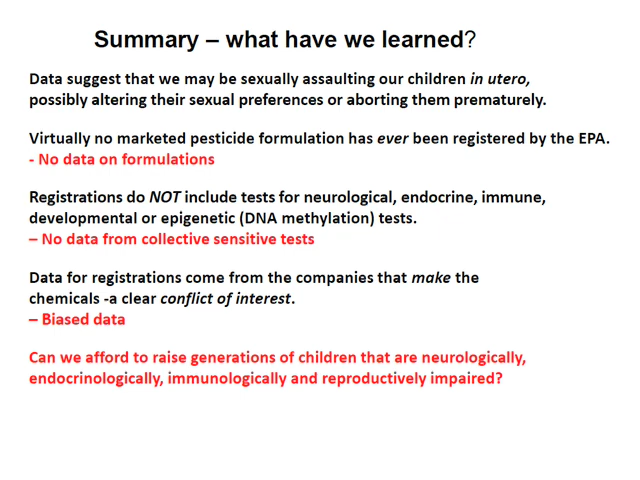 Summary – what have we learned?
Data suggest that we may be sexually assaulting our children in utero,
possibly altering their sexual preferences or aborting them prematurely.
Virtually no marketed pesticide formulation has ever been registered by the EPA.
- No data on formulations
Registrations do NOT include tests for neurological, endocrine, immune,
developmental or epigenetic (DNA methylation) tests.
– No data from collective sensitive tests
Data for registrations come from the companies that make the
chemicals -a clear conflict of interest.
– Biased data
Can we afford to raise generations of children that are neurologically,
endocrinologically, immunologically and reproductively impaired?